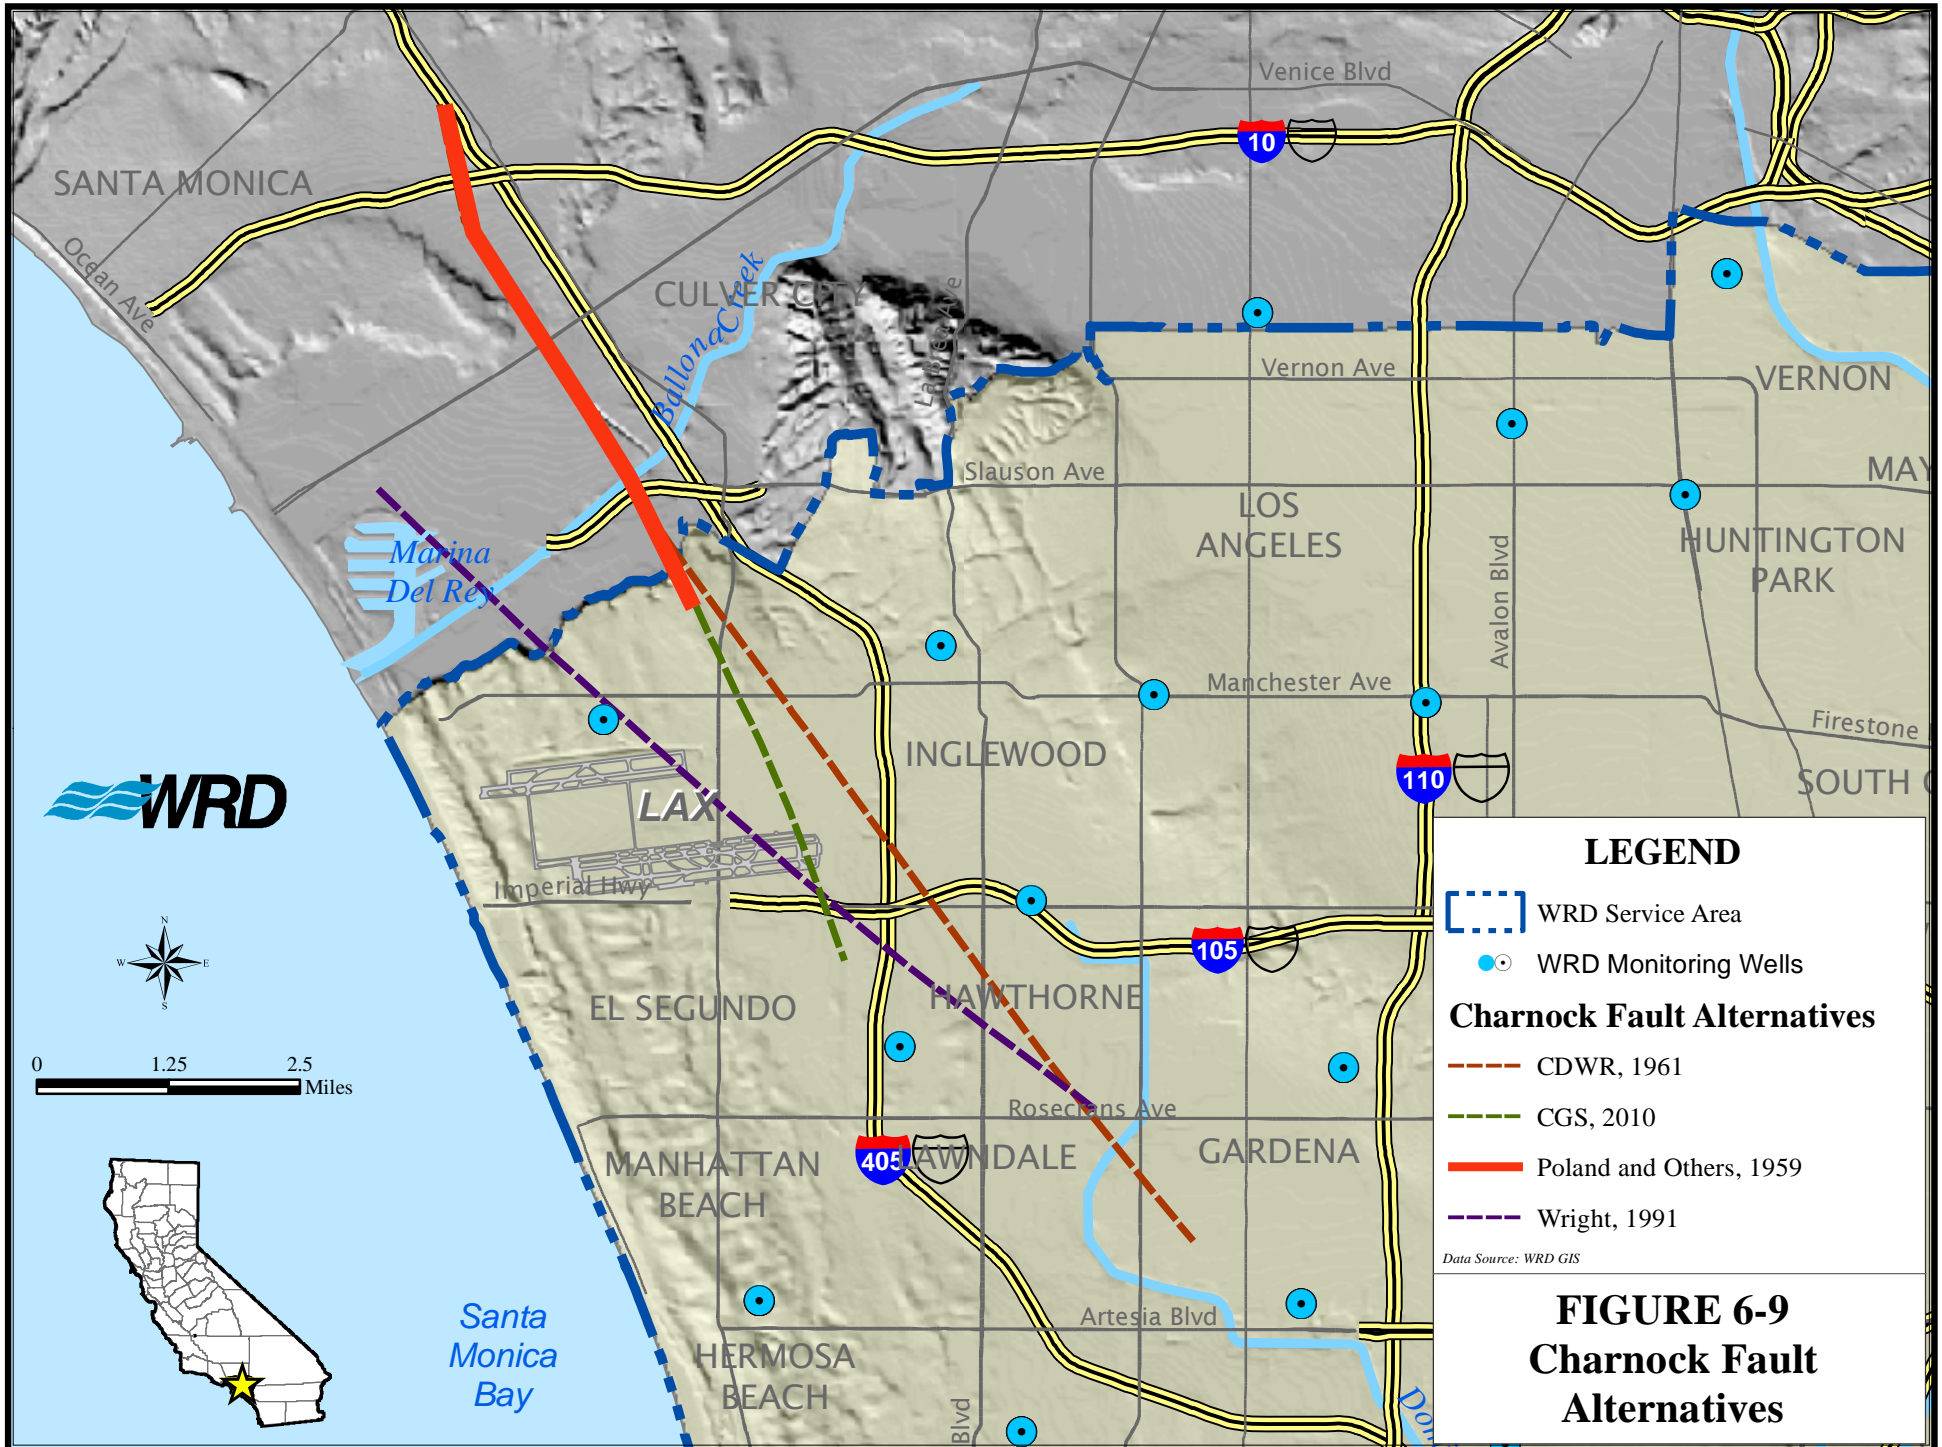 Venice Blvd
10
SANTA MONICA
Ocean Ave
CULVER CITY
Ballona Creek
La Brea Ave
Vernon Ave
VERNON
Slauson Ave
MAY
LOS
ANGELES
HUNTINGTON
PARK
Marina
Del Rey
Avalon Blvd
Manchester Ave
Firestone
INGLEWOOD
110
SOUTH
WRD
LAX
Imperial Hwy
N
W
E
S
105
EL SEGUNDO
HAWTHORNE
0
1.25
2.5
Miles
Rosecrans Ave
MANHATTAN
BEACH
405
LAWNDALE
GARDENA
Santa
Monica
Bay
Artesia Blvd
HERMOSA
BEACH
Blvd
Dom
LEGEND
WRD Service Area
WRD Monitoring Wells
Charnock Fault Alternatives
CDWR, 1961
CGS, 2010
Poland and Others, 1959
Wright, 1991
Data Source: WRD GIS
FIGURE 6-9
Charnock Fault
Alternatives